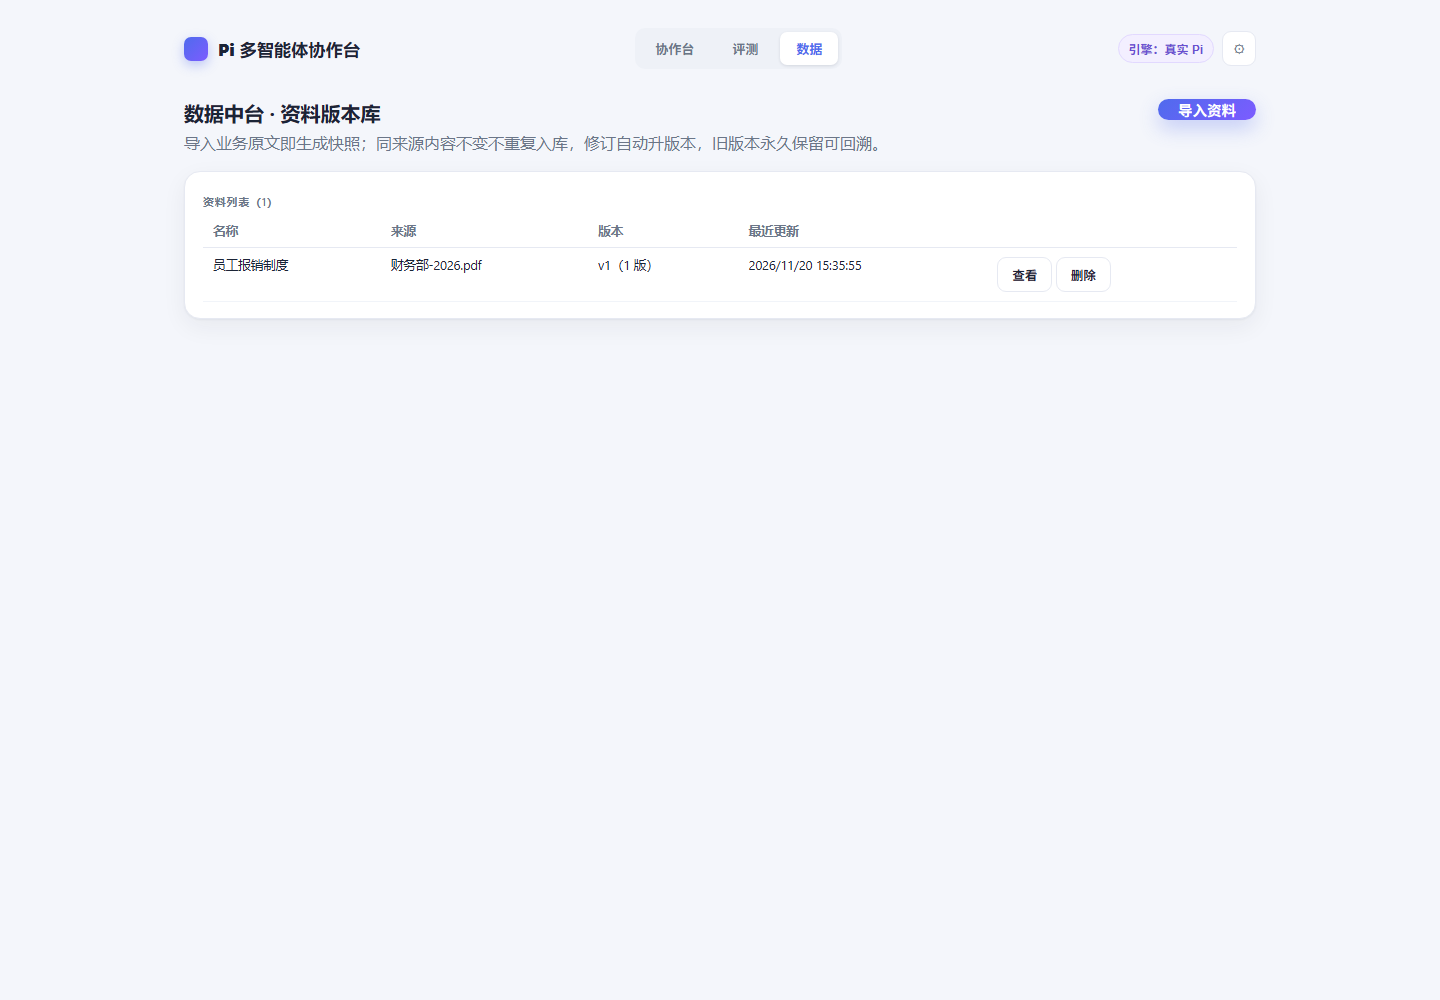 Pi 多智能体协作台
协作台 评测 数据
引擎：真实 Pi
数据中台 · 资料版本库
导入资料
导入业务原文即生成快照；同来源内容不变不重复入库，修订自动升版本，旧版本永久保留可回溯。
资料列表（1）
名称 来源 版本 最近更新
员工报销制度 财务部-2026.pdf v1（1 版） 2026/11/20 15:35:55 查看 删除